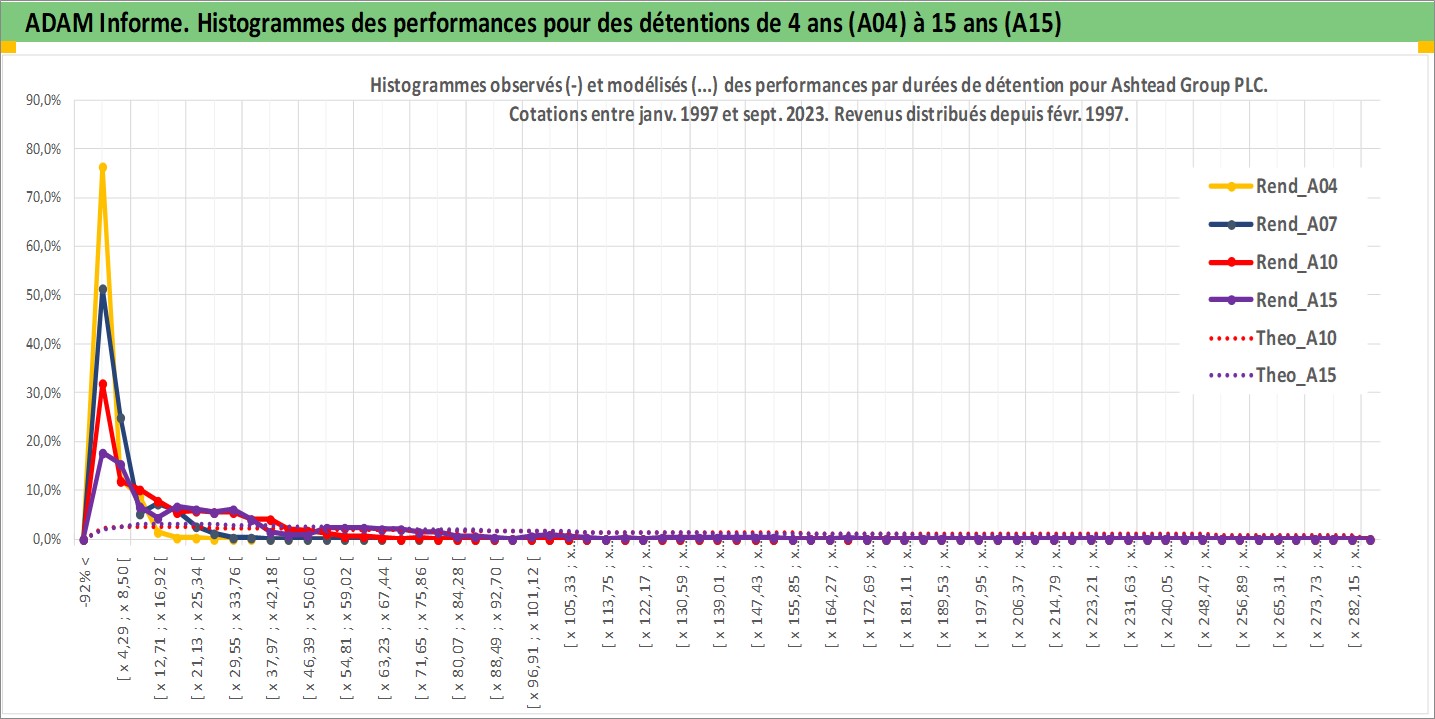 ADAM Informe. Histogrammes des performances pour des détentions de 4 ans (A04) à 15 ans (A15)
Histogrammes observés (-) et modélisés (...) des performances par durées de détention pour Ashtead Group PLC.
Cotations entre janv. 1997 et sept. 2023. Revenus distribués depuis févr. 1997.
90,0%
80,0%
70,0%
60,0%
50,0%
40,0%
30,0%
20,0%
10,0%
0,0%
Rend_A04
Rend_A07
Rend_A10
Rend_A15
Theo_A10
Theo_A15
-92% <
[ x 4,29 ; x 8,50 [
[ x 12,71 ; x 16,92 [
[ x 21,13 ; x 25,34 [
[ x 29,55 ; x 33,76 [
[ x 37,97 ; x 42,18 [
[ x 46,39 ; x 50,60 [
[ x 54,81 ; x 59,02 [
[ x 63,23 ; x 67,44 [
[ x 71,65 ; x 75,86 [
[ x 80,07 ; x 84,28 [
[ x 88,49 ; x 92,70 [
[ x 96,91 ; x 101,12 [
[ x 105,33 ; x...
[ x 113,75 ; x...
[ x 122,17 ; x...
[ x 130,59 ; x...
[ x 139,01 ; x...
[ x 147,43 ; x...
[ x 155,85 ; x...
[ x 164,27 ; x...
[ x 172,69 ; x...
[ x 181,11 ; x...
[ x 189,53 ; x...
[ x 197,95 ; x...
[ x 206,37 ; x...
[ x 214,79 ; x...
[ x 223,21 ; x...
[ x 231,63 ; x...
[ x 240,05 ; x...
[ x 248,47 ; x...
[ x 256,89 ; x...
[ x 265,31 ; x...
[ x 273,73 ; x...
[ x 282,15 ; x...